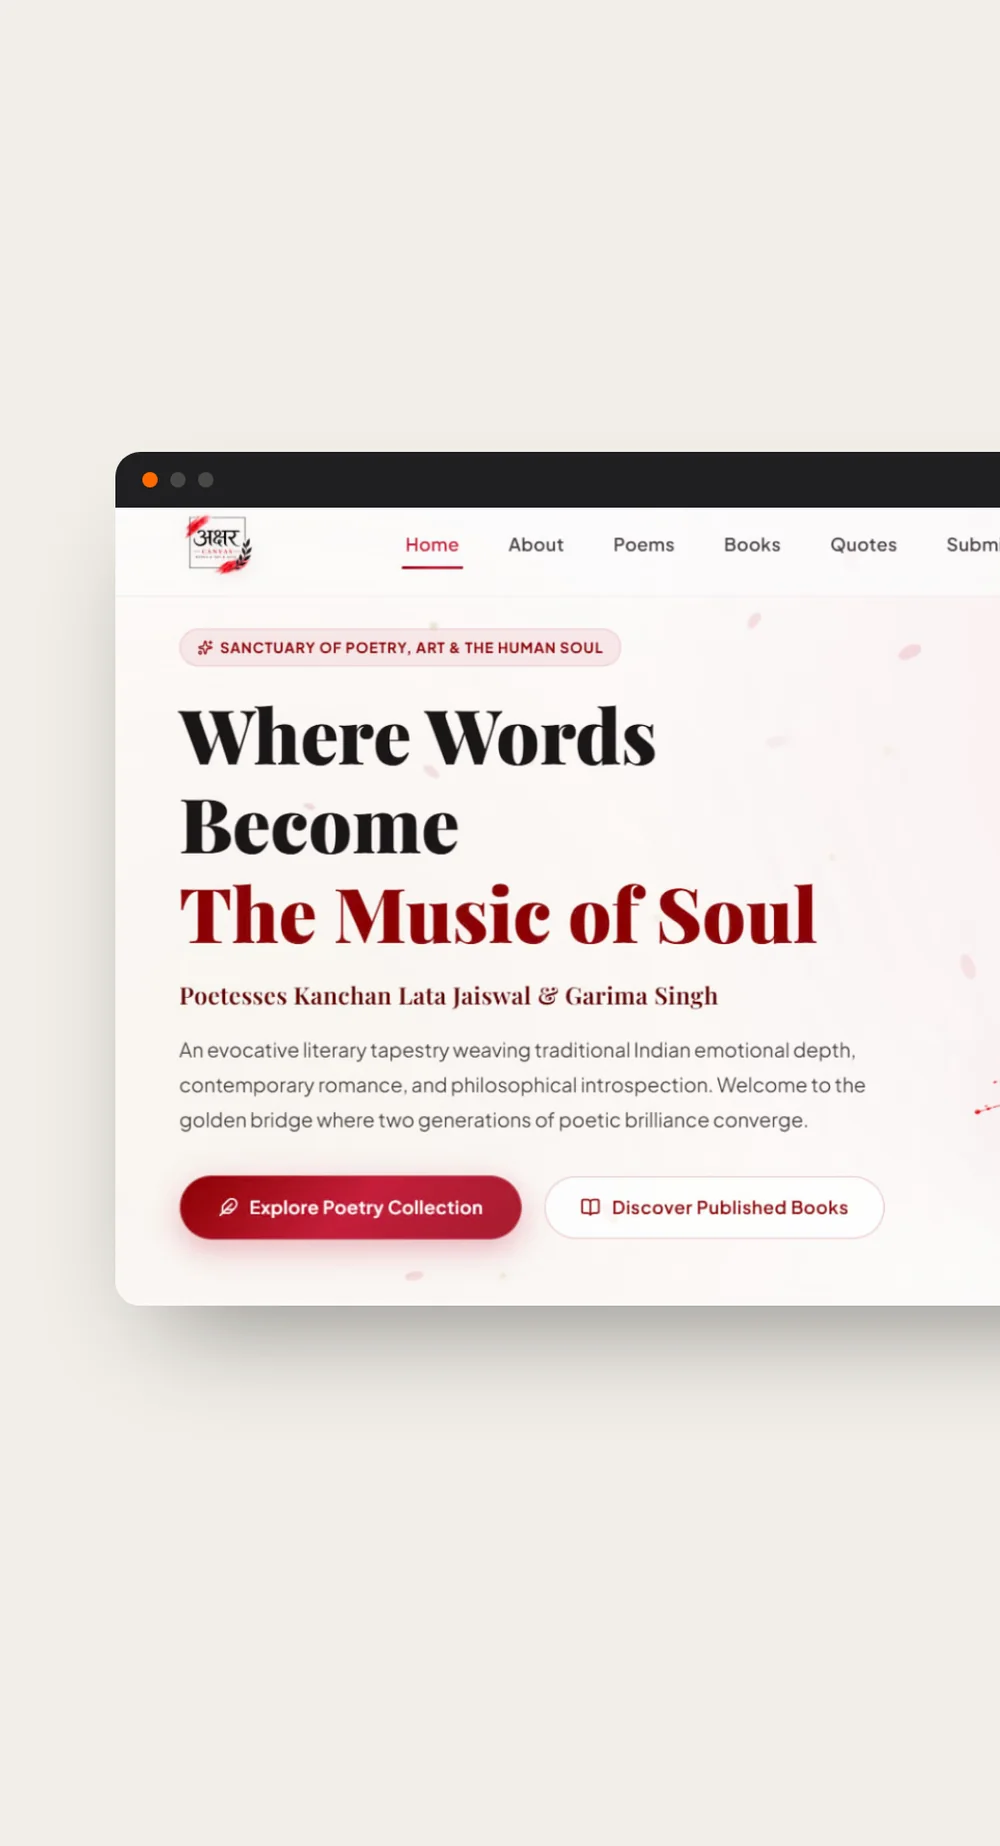 अक्षर
CANVAS
Home About Poems Books Quotes Submi
SANCTUARY OF POETRY, ART & THE HUMAN SOUL
Where Words
Become
The Music of Soul
Poetesses Kanchan Lata Jaiswal & Garima Singh
An evocative literary tapestry weaving traditional Indian emotional depth,
contemporary romance, and philosophical introspection. Welcome to the
golden bridge where two generations of poetic brilliance converge.
Explore Poetry Collection Discover Published Books